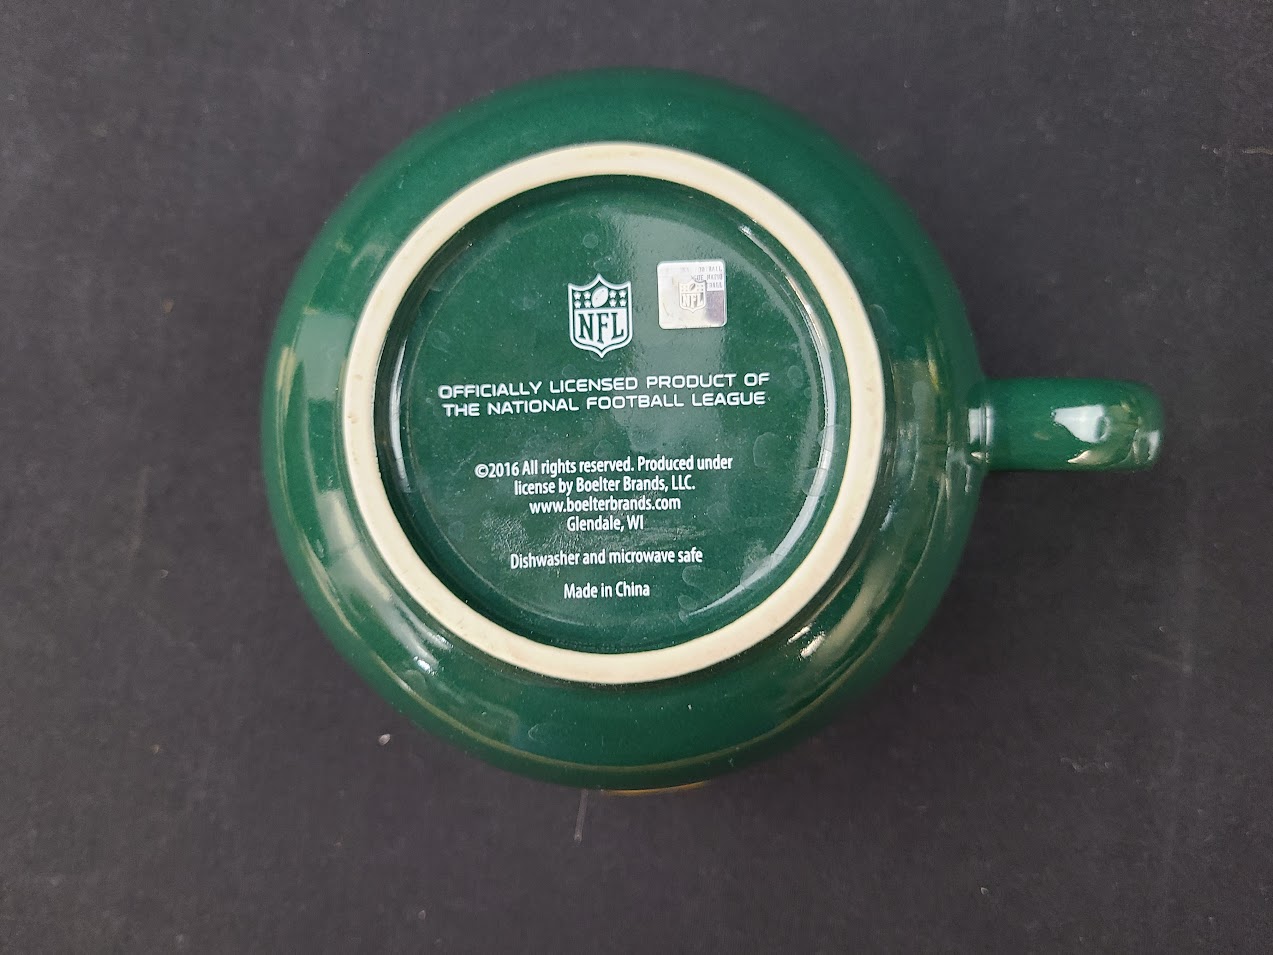 NFL
NFL
OFFICIALLY LICENSED PRODUCT OF
THE NATIONAL FOOTBALL LEAGUE
©2016 All rights reserved. Produced under
license by Boelter Brands, LLC.
www.boelterbrands.com
Glendale, WI
Dishwasher and microwave safe
Made in China